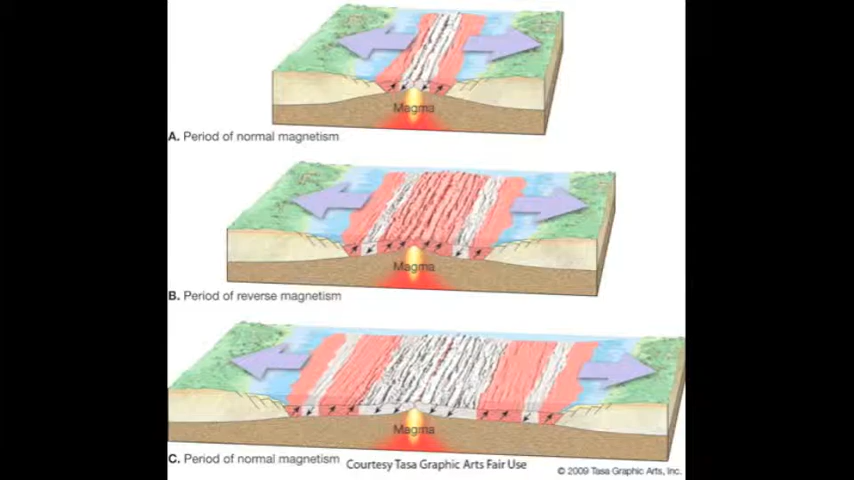 Magma
A. Period of normal magnetism
Magma
B. Period of reverse magnetism
Magma
C. Period of normal magnetism
Courtesy Tasa Graphic Arts Fair Use
© 2009 Tasa Graphic Arts, Inc.